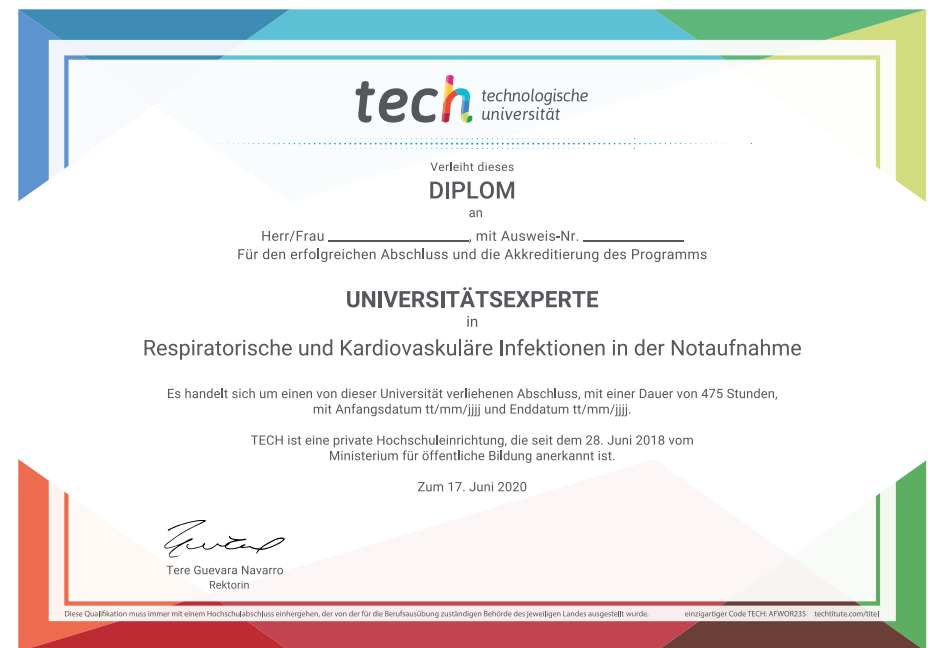 tech technologische
universität
Verleiht dieses
DIPLOM
an
Herr/Frau ____________, mit Ausweis-Nr. ____________
Für den erfolgreichen Abschluss und die Akkreditierung des Programms
UNIVERSITÄTSEXPERTE
in
Respiratorische und Kardiovaskuläre Infektionen in der Notaufnahme
Es handelt sich um einen von dieser Universität verliehenen Abschluss, mit einer Dauer von 475 Stunden,
mit Anfangsdatum tt/mm/jjjj und Enddatum tt/mm/jjjj.
TECH ist eine private Hochschuleinrichtung, die seit dem 28. Juni 2018 vom
Ministerium für öffentliche Bildung anerkannt ist.
Zum 17. Juni 2020
Tere Guevara Navarro
Rektorin
Diese Qualifikation muss immer mit einem Hochschulabschluss einhergehen, der von der für die Berufsausübung zuständigen Behörde des jeweiligen Landes ausgestellt wurde. einzigartiger Code TECH: AFWOR23S techtitute.com/titel